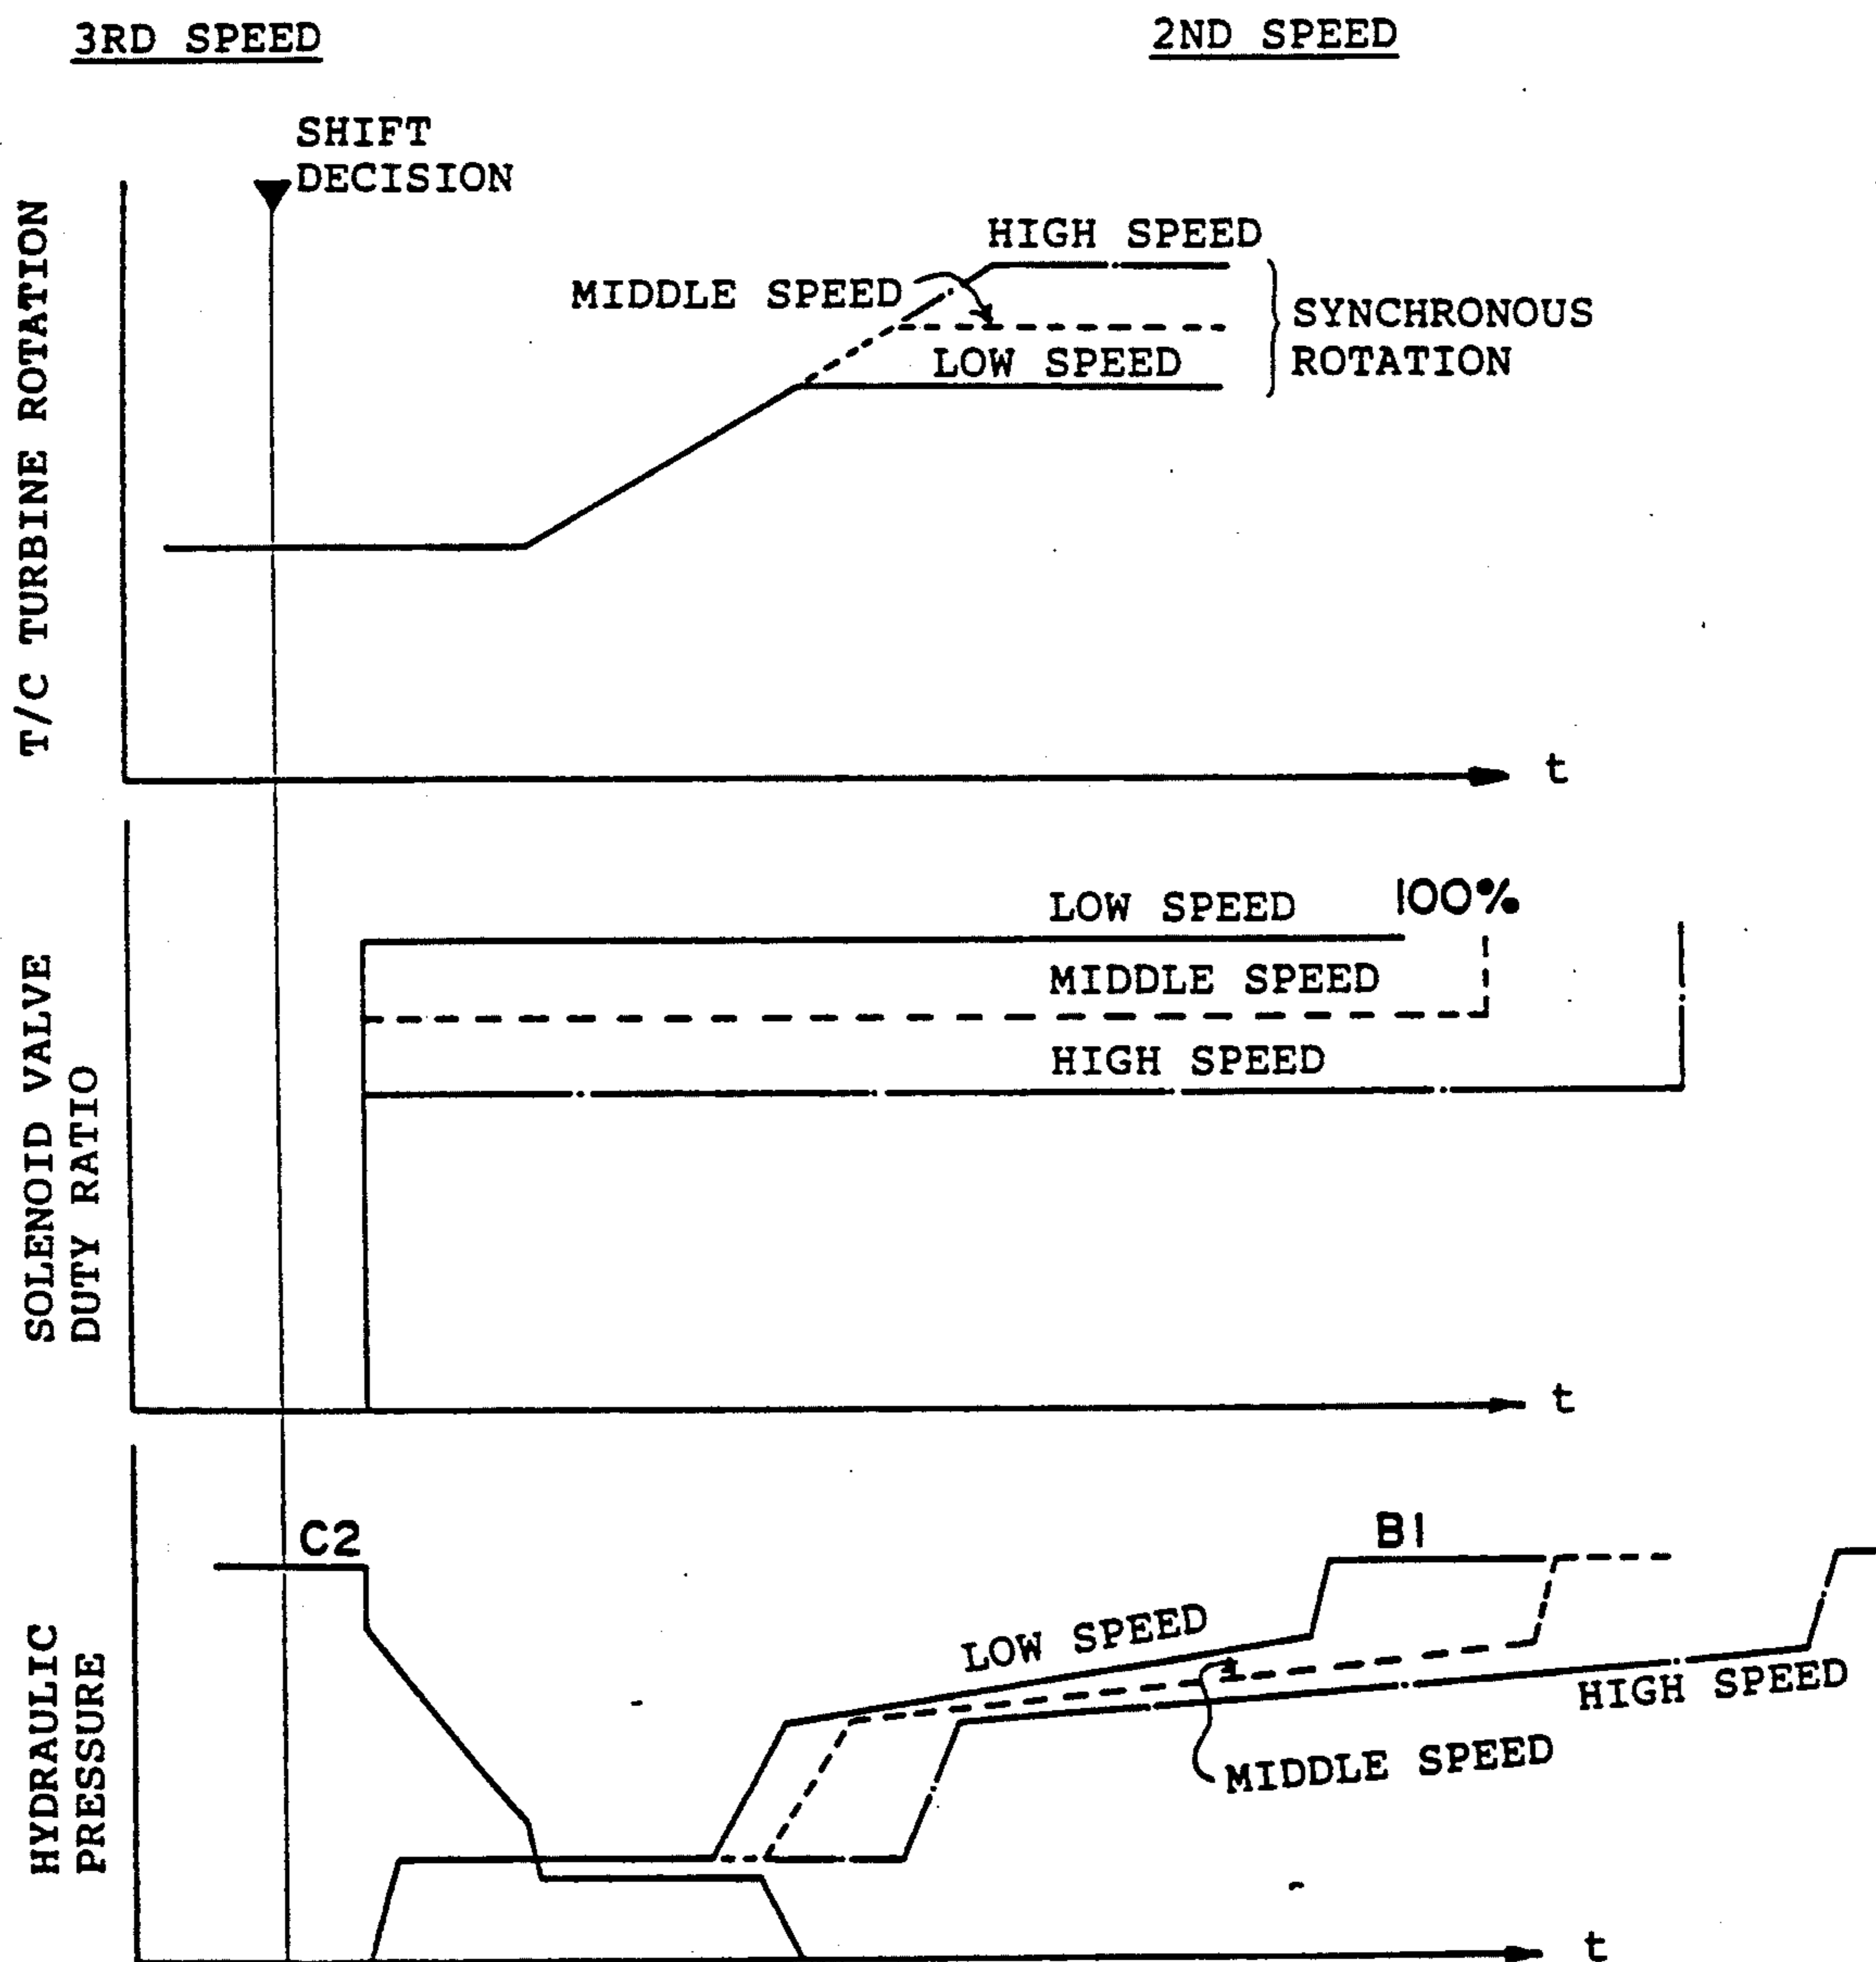 3RD SPEED
2ND SPEED
SHIFT
DECISION
T/C TURBINE ROTATION
HIGH SPEED
MIDDLE SPEED
LOW SPEED
SYNCHRONOUS
ROTATION
t
SOLENOID VALVE
DUTY RATIO
LOW SPEED
100%
MIDDLE SPEED
HIGH SPEED
t
HYDRAULIC
PRESSURE
C2
B1
LOW SPEED
HIGH SPEED
MIDDLE SPEED
t